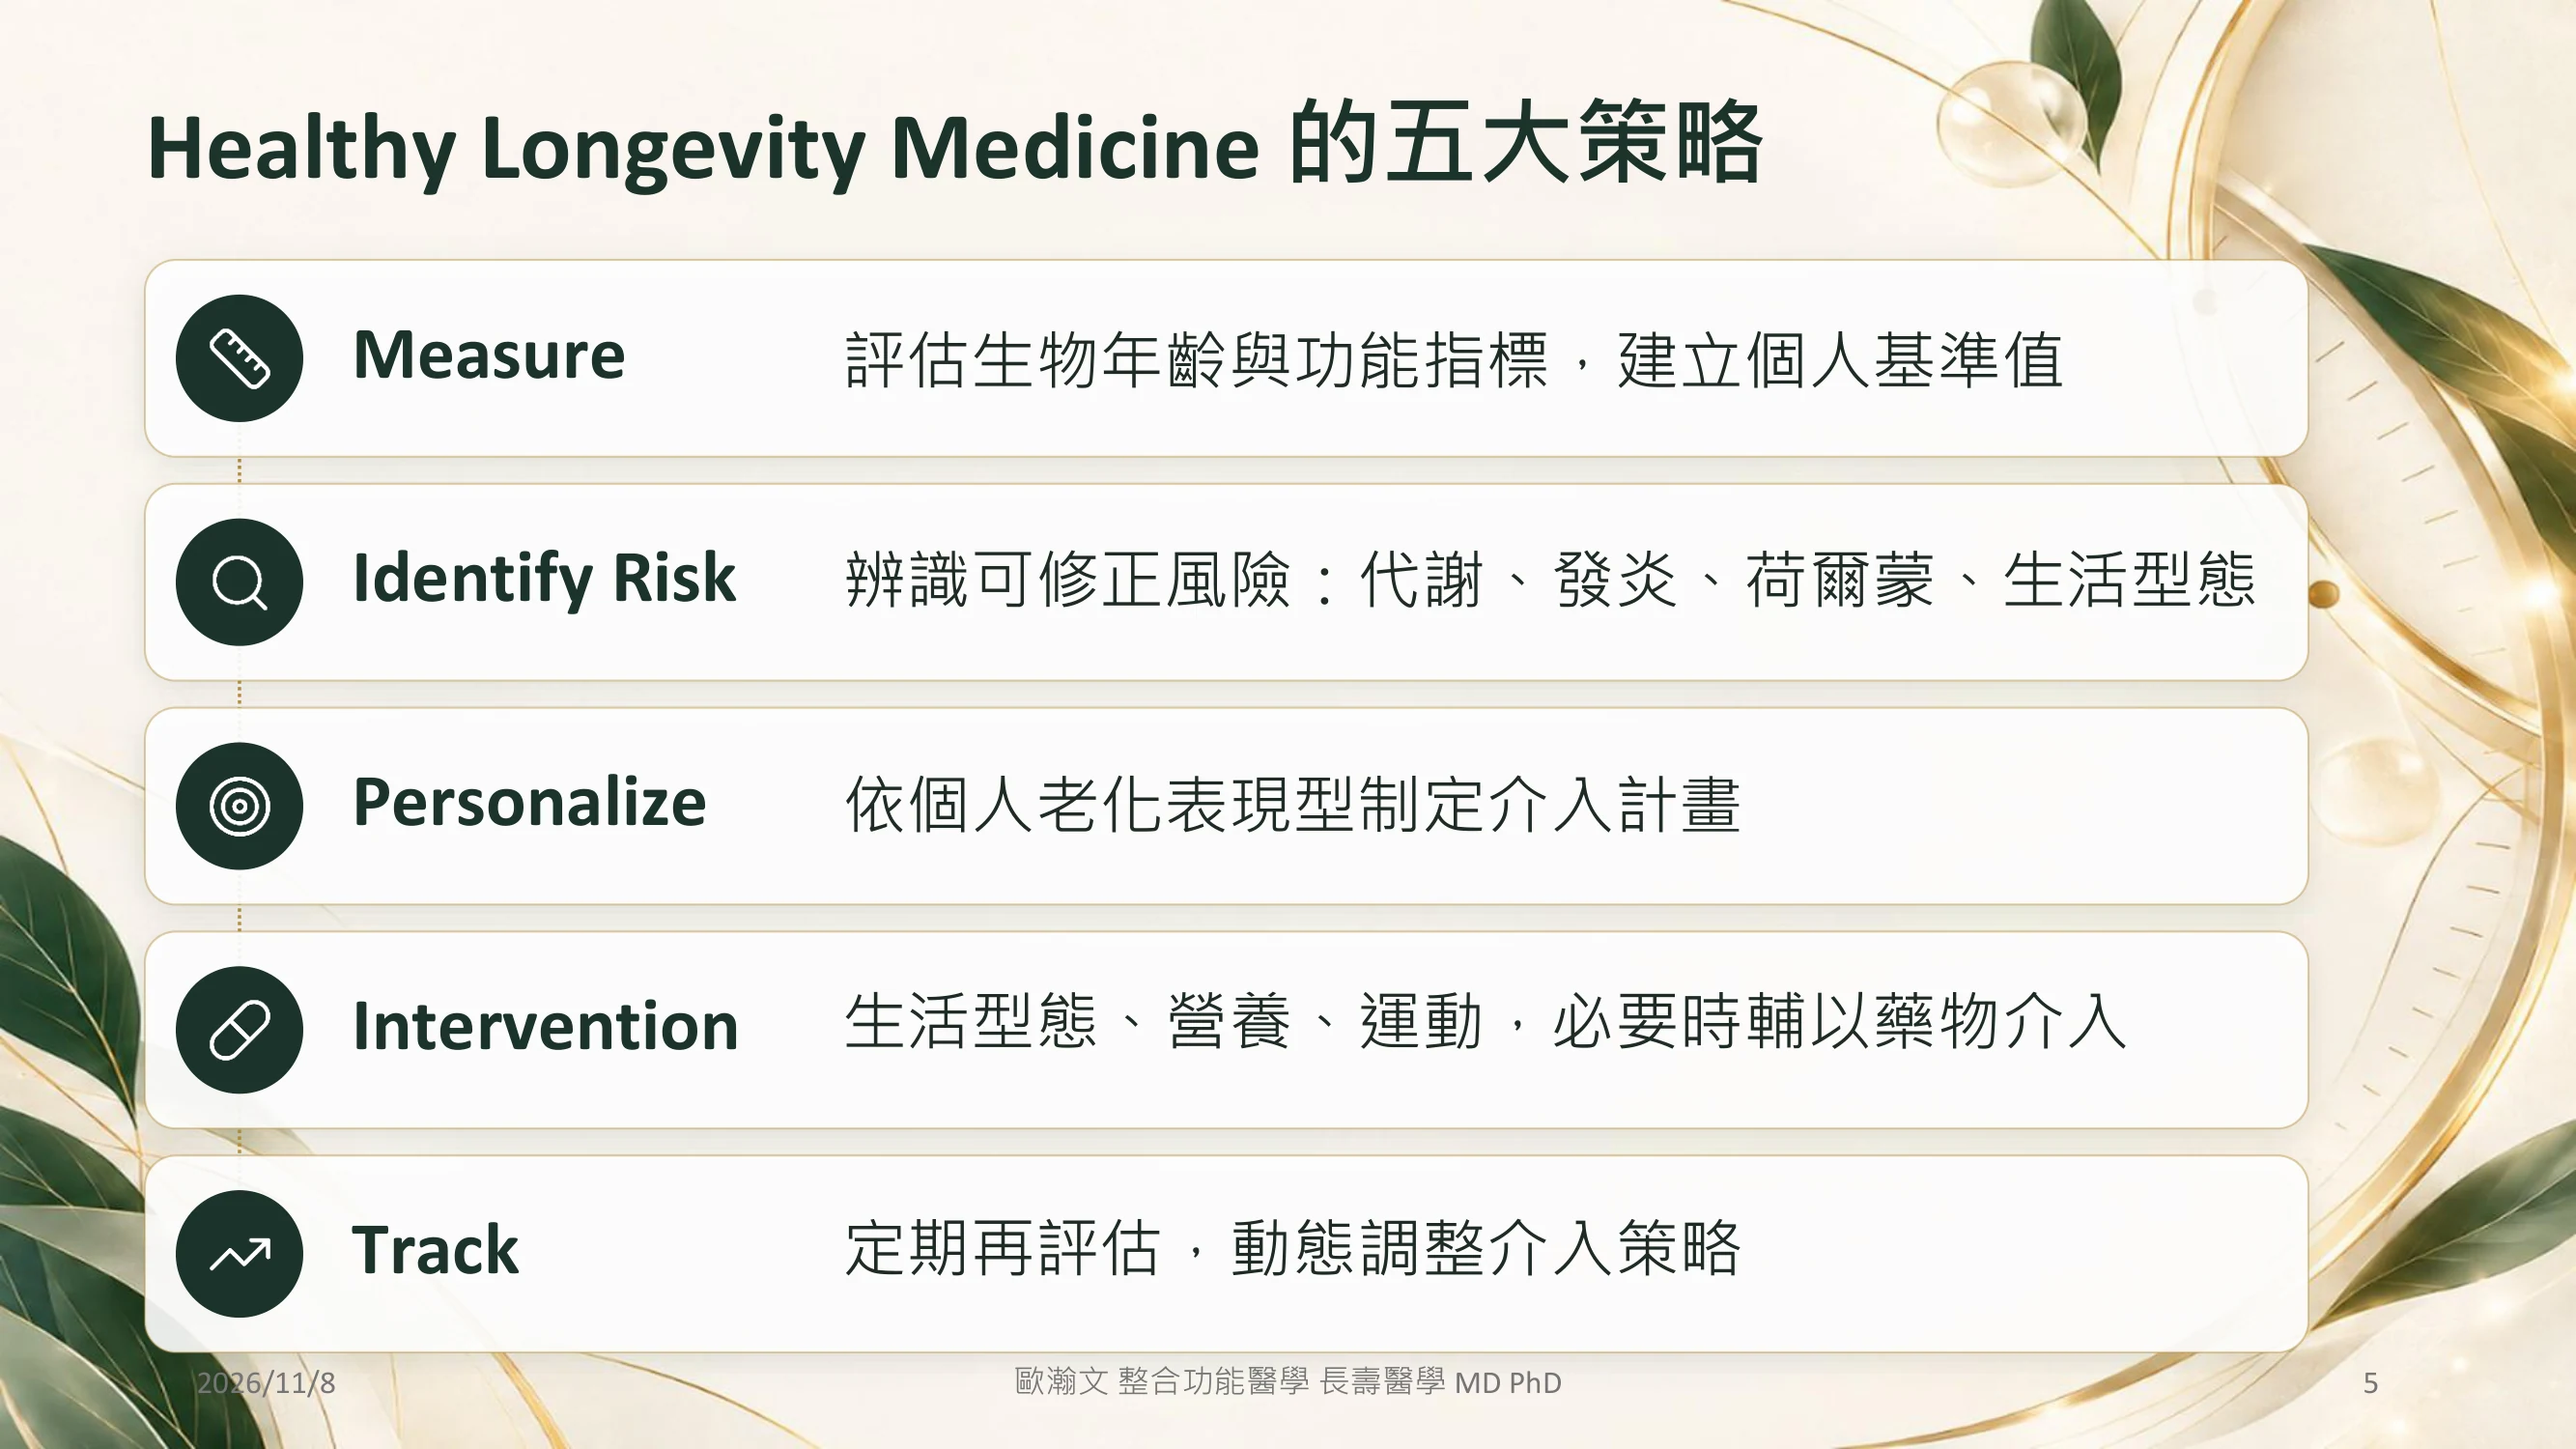 Healthy Longevity Medicine 的五大策略
Measure 評估生物年齡與功能指標，建立個人基準值
Identify Risk 辨識可修正風險：代謝、發炎、荷爾蒙、生活型態
Personalize 依個人老化表現型制定介入計畫
Intervention 生活型態、營養、運動，必要時輔以藥物介入
Track 定期再評估，動態調整介入策略
2026/11/8 歐瀚文 整合功能醫學 長壽醫學 MD PhD 5